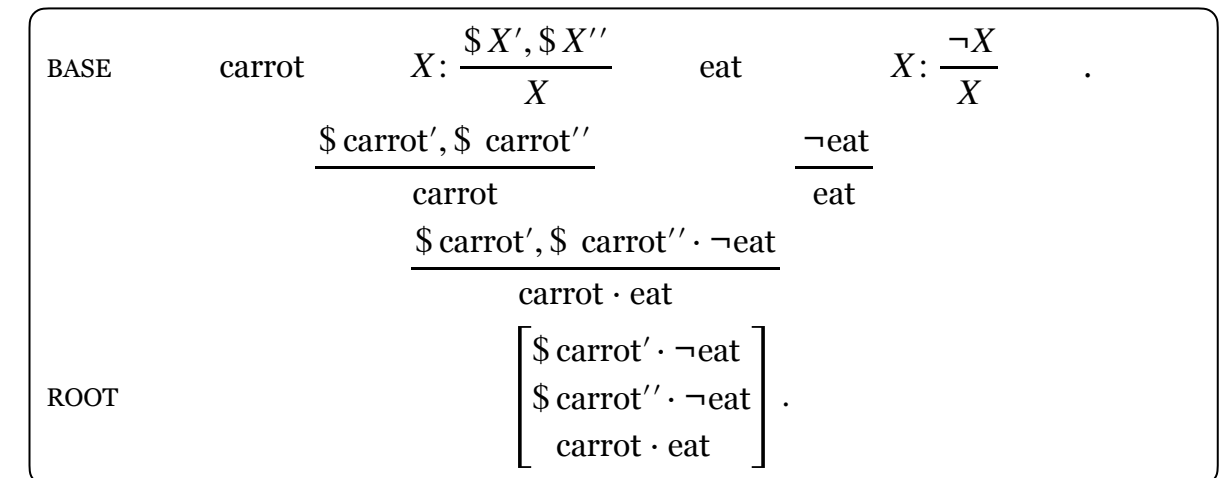 BASE carrot X: $ X′, $ X′′ eat X: ¬X .
X X
$ carrot′, $ carrot′′ ¬eat
carrot eat
$ carrot′, $ carrot′′ · ¬eat
carrot · eat
$ carrot′ · ¬eat
ROOT $ carrot′′ · ¬eat .
carrot · eat